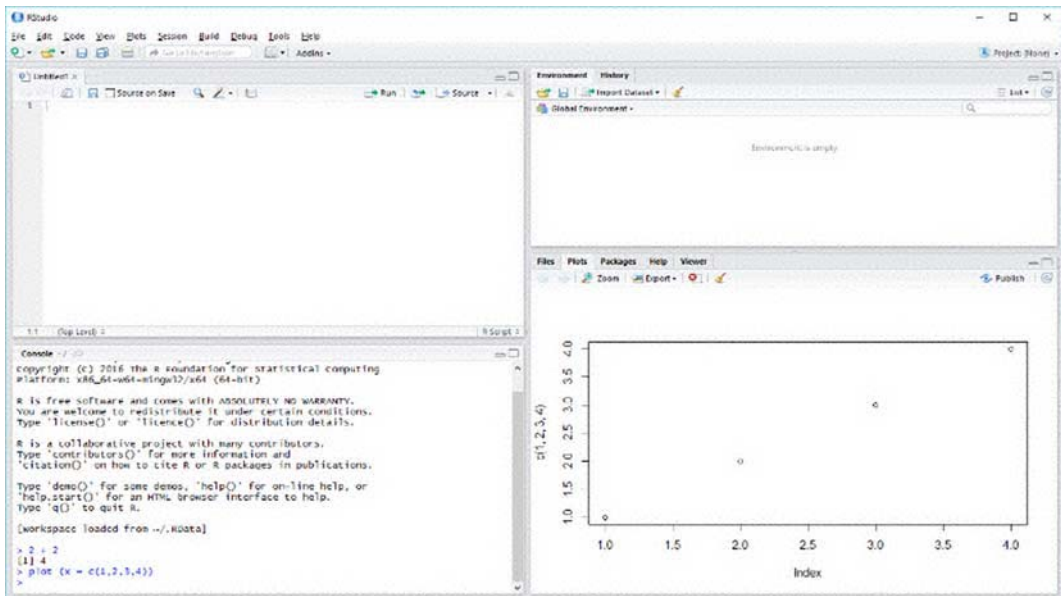 RStudio
File Edit Code View Plots Session Build Debug Tools Help
Go to file/function Addins
Project: (None)
Untitled1
Source on Save Run Source
1
1:1 (Top Level) R Script
Console ~/
Copyright (C) 2016 The R Foundation for Statistical Computing
Platform: x86_64-w64-mingw32/x64 (64-bit)
R is free software and comes with ABSOLUTELY NO WARRANTY.
You are welcome to redistribute it under certain conditions.
Type 'license()' or 'licence()' for distribution details.
R is a collaborative project with many contributors.
Type 'contributors()' for more information and
'citation()' on how to cite R or R packages in publications.
Type 'demo()' for some demos, 'help()' for on-line help, or
'help.start()' for an HTML browser interface to help.
Type 'q()' to quit R.
[Workspace loaded from ~/.RData]
> 2 + 2
[1] 4
> plot (x = c(1,2,3,4))
>
Environment History
Import Dataset List
Global Environment
Environment is empty
Files Plots Packages Help Viewer
Zoom Export Publish
c(1, 2, 3, 4)
4.0
3.5
3.0
2.5
2.0
1.5
1.0
1.0 1.5 2.0 2.5 3.0 3.5 4.0
Index